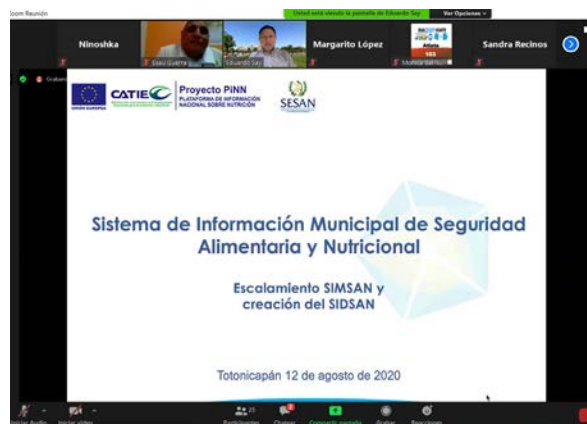 Zoom Reunión
Usted está viendo la pantalla de Eduardo Say
Ver Opciones
Ninoshka
Eduardo Say
Margarito López
Sandra Recinos
UNIÓN EUROPEA
CATIE
Proyecto PiNN
PLATAFORMA DE INFORMACIÓN
NACIONAL SOBRE NUTRICIÓN
SESAN
Sistema de Información Municipal de Seguridad
Alimentaria y Nutricional
Escalamiento SIMSAN y
creación del SIDSAN
Totonicapán 12 de agosto de 2020
Iniciar Audio
Iniciar video
21
Participantes
Chatear
Compartir pantalla
Grabar
Reacciones